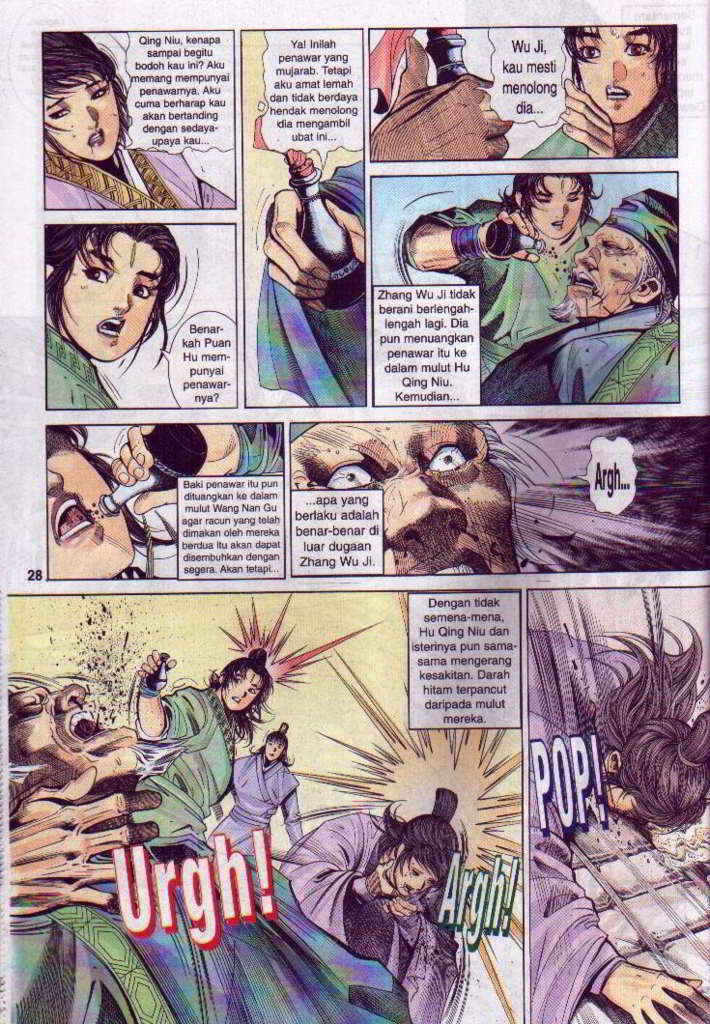 Qing Niu, kenapa
sampai begitu
bodoh kau ini? Aku
memang mempunyai
penawarnya. Aku
cuma berharap kau
akan bertanding
dengan sedaya-
upaya kau...
Benar-
kah Puan
Hu mem-
punyai
penawar-
nya?
Ya! Inilah
penawar yang
mujarab. Tetapi
aku amat lemah
dan tidak berdaya
hendak menolong
dia mengambil
ubat ini...
Wu Ji,
kau mesti
menolong
dia...
Zhang Wu Ji tidak
berani berlengah-
lengah lagi. Dia
pun menuangkan
penawar itu ke
dalam mulut Hu
Qing Niu.
Kemudian...
Baki penawar itu pun
dituangkan ke dalam
mulut Wang Nan Gu
agar racun yang telah
dimakan oleh mereka
berdua itu akan dapat
disembuhkan dengan
segera. Akan tetapi...
...apa yang
berlaku adalah
benar-benar di
luar dugaan
Zhang Wu Ji.
Argh...
28
Dengan tidak
semena-mena,
Hu Qing Niu dan
isterinya pun sama-
sama mengerang
kesakitan. Darah
hitam terpancut
daripada mulut
mereka.
Urgh!
Argh!
POP!